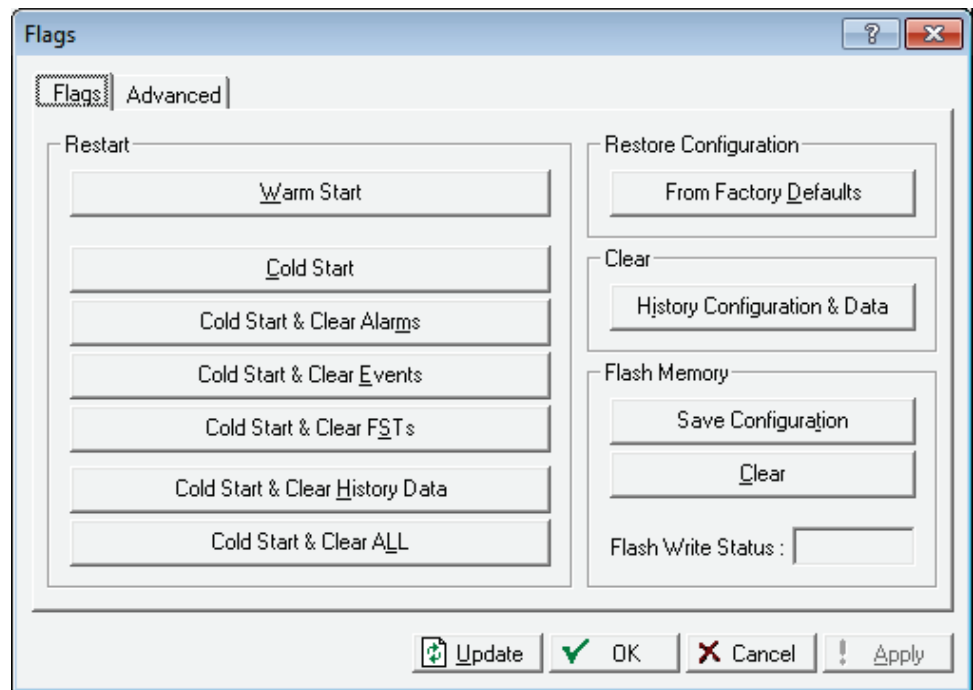 Flags
Flags Advanced
Restart
Warm Start
Cold Start
Cold Start & Clear Alarms
Cold Start & Clear Events
Cold Start & Clear FSTs
Cold Start & Clear History Data
Cold Start & Clear ALL
Restore Configuration
From Factory Defaults
Clear
History Configuration & Data
Flash Memory
Save Configuration
Clear
Flash Write Status :
Update OK Cancel Apply